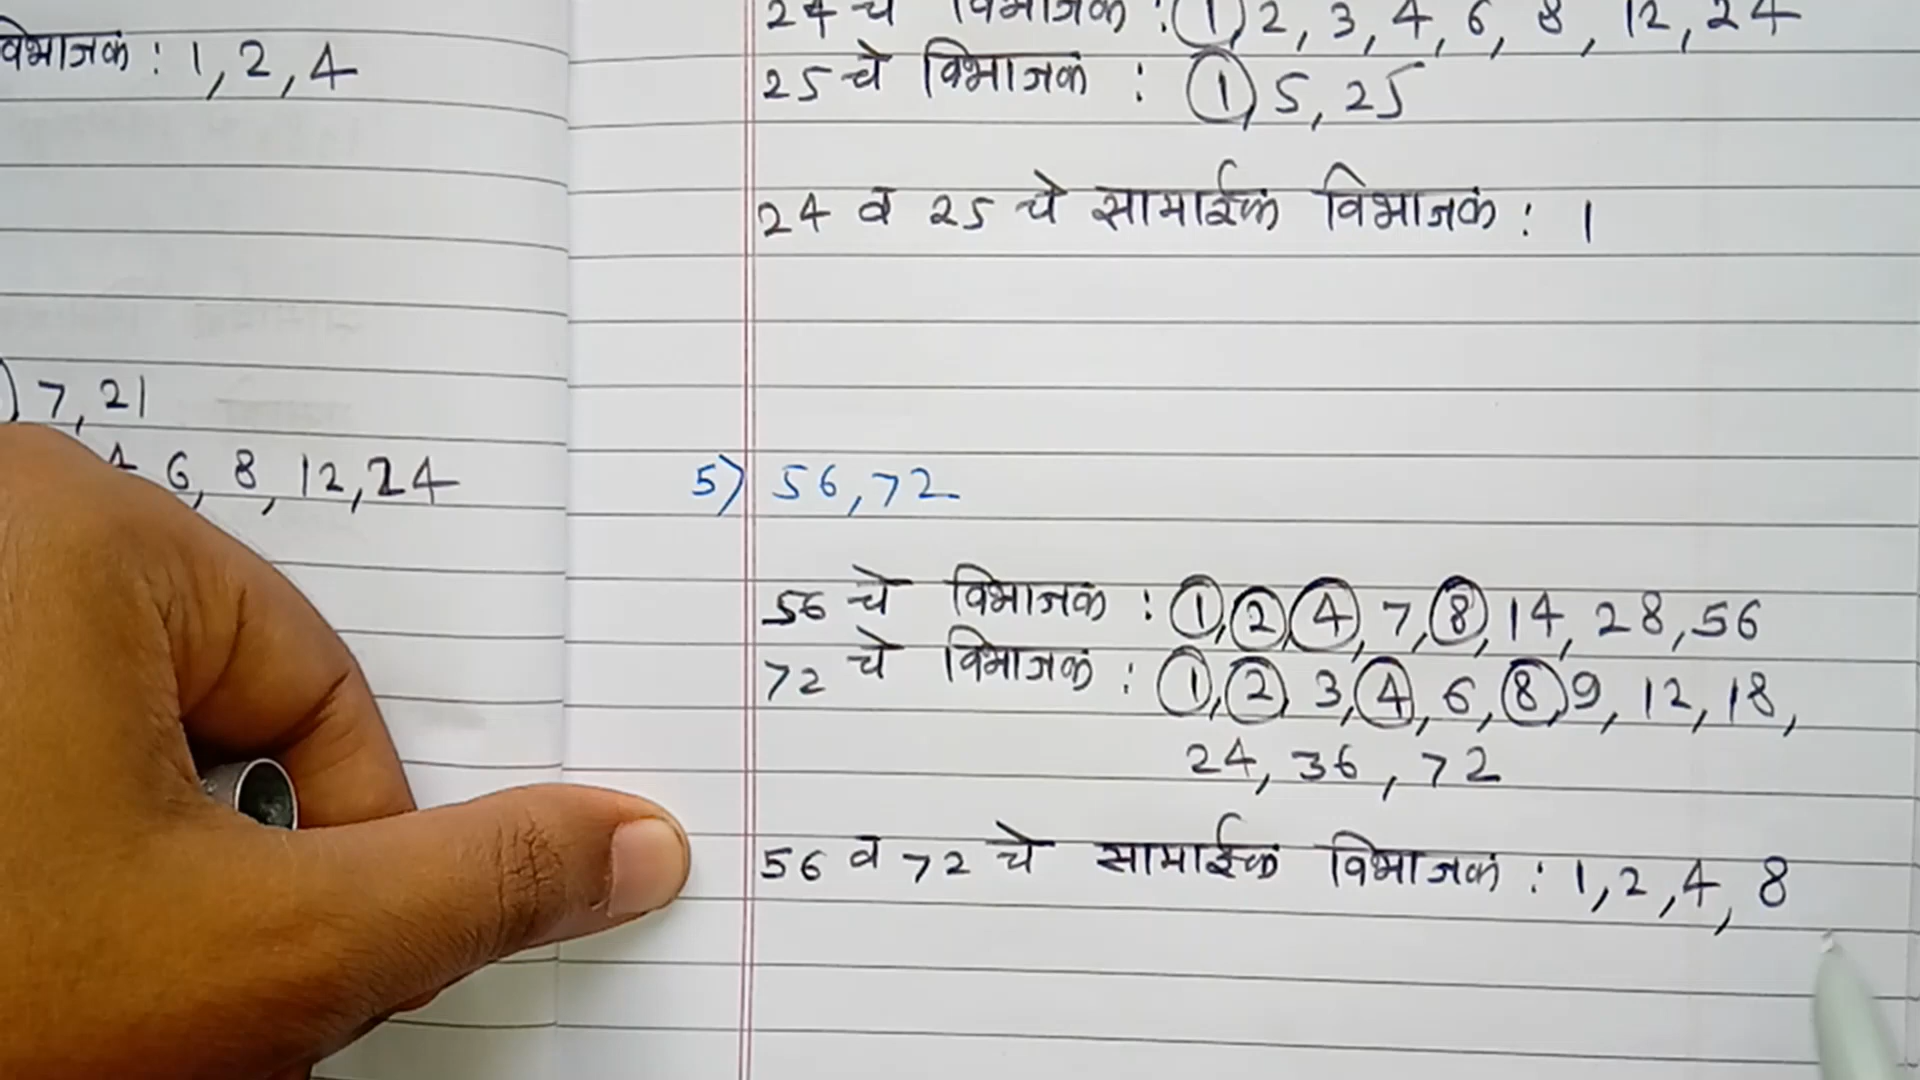 विभाजक : 1, 2, 4
7, 21
4 6, 8, 12, 24
24 चे विभाजक : 1, 2, 3, 4, 6, 8, 12, 24
25 चे विभाजक : 1, 5, 25
24 व 25 चे सामाईक विभाजक : 1
5) 56, 72
56 चे विभाजक : 1, 2, 4, 7, 8, 14, 28, 56
72 चे विभाजक : 1, 2, 3, 4, 6, 8, 9, 12, 18,
24, 36, 72
56 व 72 चे सामाईक विभाजक : 1, 2, 4, 8